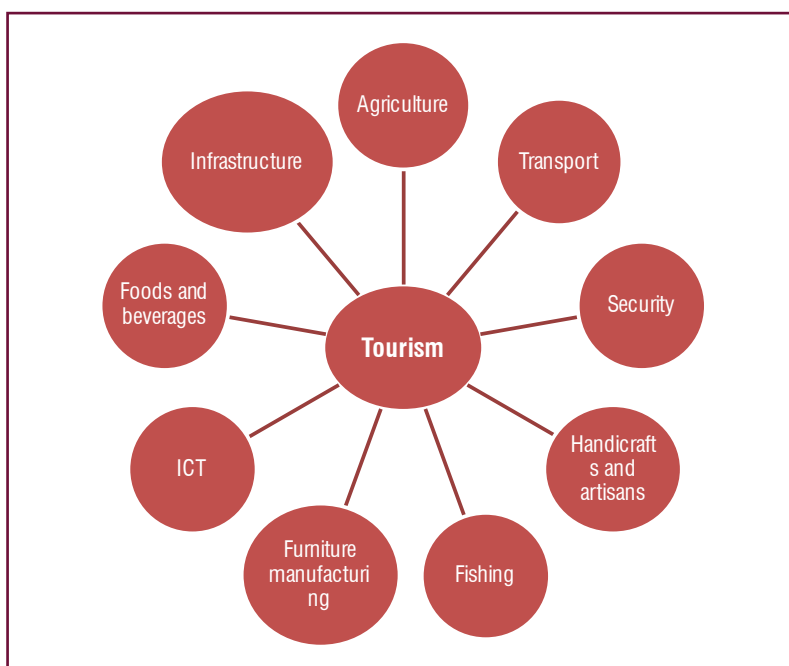 Agriculture
Transport
Security
Handicraft
s and
artisans
Fishing
Furniture
manufacturi
ng
ICT
Foods and
beverages
Infrastructure
Tourism